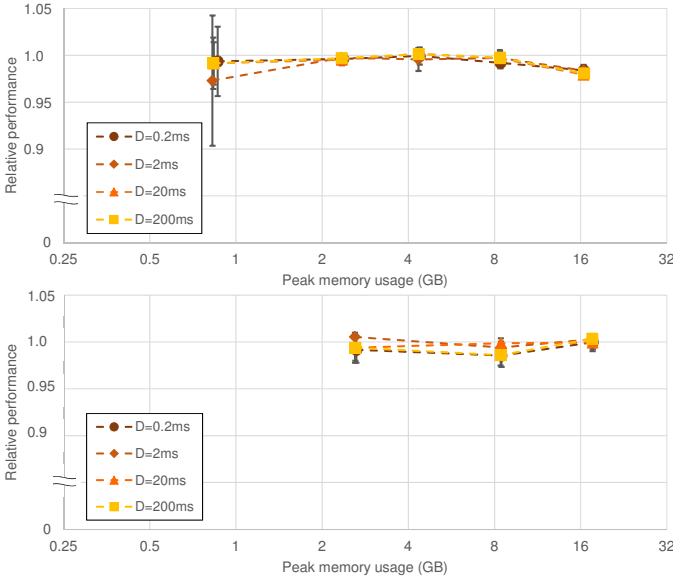 1.05
1.0
0.95
0.9
0
Relative performance
D=0.2ms
D=2ms
D=20ms
D=200ms
0.25 0.5 1 2 4 8 16 32
Peak memory usage (GB)
1.05
1.0
0.95
0.9
0
Relative performance
D=0.2ms
D=2ms
D=20ms
D=200ms
0.25 0.5 1 2 4 8 16 32
Peak memory usage (GB)